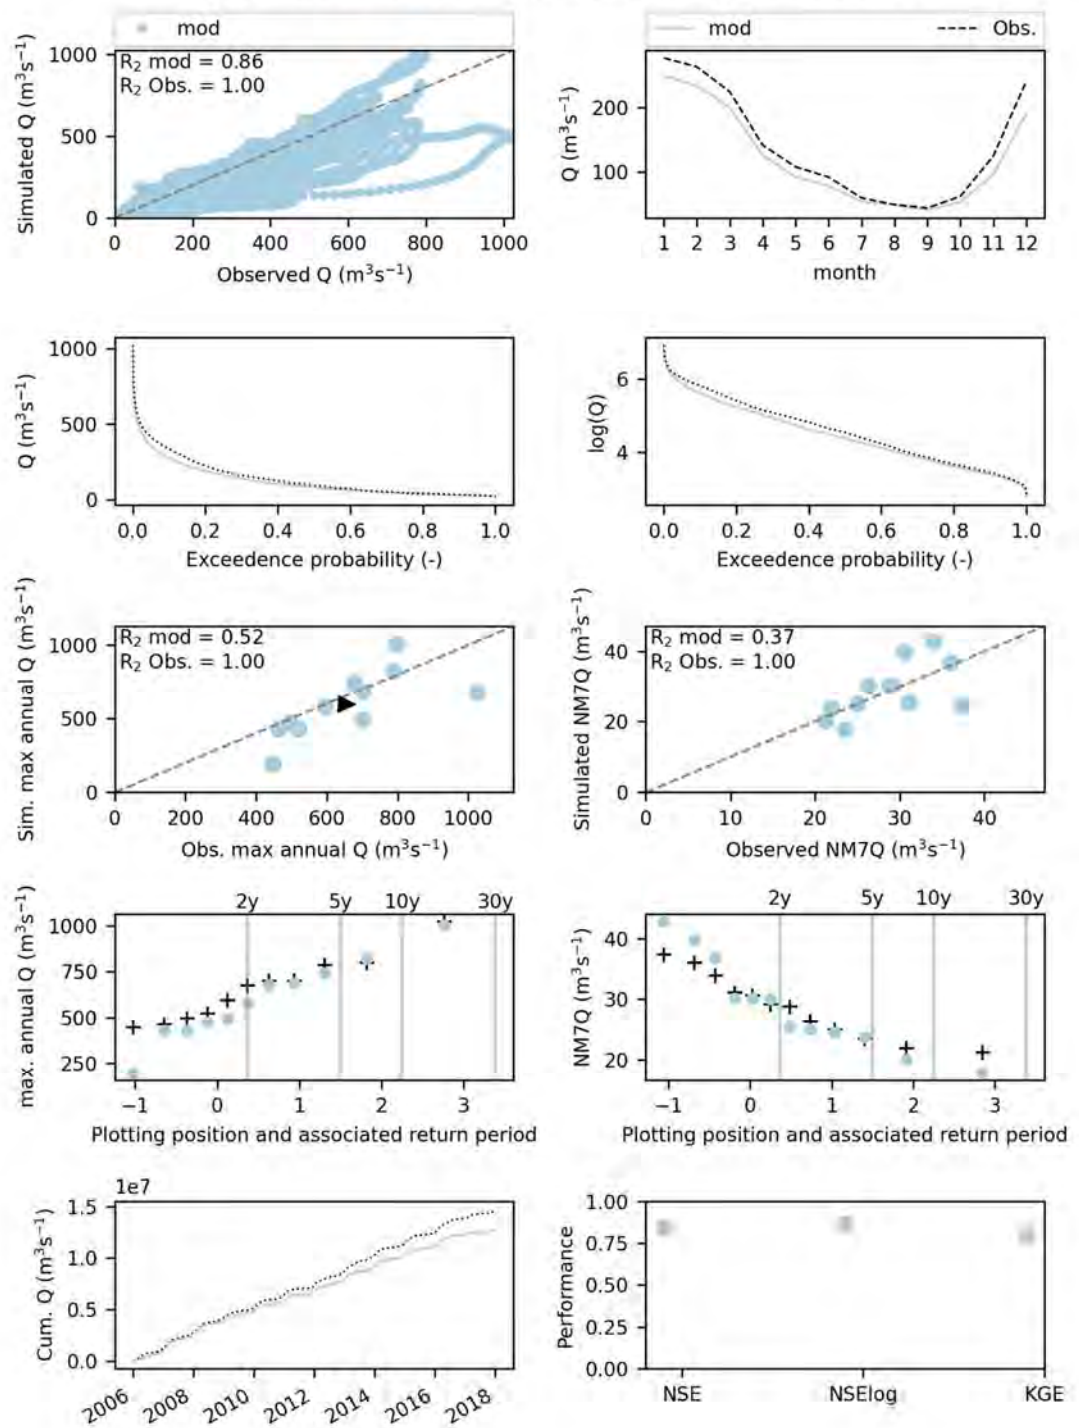 mod
mod Obs.
Simulated Q (m³s⁻¹)
1000
500
0
R₂ mod = 0.86
R₂ Obs. = 1.00
0 200 400 600 800 1000
Observed Q (m³s⁻¹)
Q (m³s⁻¹)
200
100
1 2 3 4 5 6 7 8 9 10 11 12
month
Q (m³s⁻¹)
1000
500
0
0.0 0.2 0.4 0.6 0.8 1.0
Exceedence probability (-)
log(Q)
6
4
0.0 0.2 0.4 0.6 0.8 1.0
Exceedence probability (-)
Sim. max annual Q (m³s⁻¹)
1000
500
0
R₂ mod = 0.52
R₂ Obs. = 1.00
0 200 400 600 800 1000
Obs. max annual Q (m³s⁻¹)
Simulated NM7Q (m³s⁻¹)
40
20
0
R₂ mod = 0.37
R₂ Obs. = 1.00
0 10 20 30 40
Observed NM7Q (m³s⁻¹)
max. annual Q (m³s⁻¹)
2y 5y 10y 30y
1000
750
500
250
−1 0 1 2 3
Plotting position and associated return period
NM7Q (m³s⁻¹)
2y 5y 10y 30y
40
30
20
−1 0 1 2 3
Plotting position and associated return period
Cum. Q (m³s⁻¹)
1e7
1.5
1.0
0.5
0.0
2006 2008 2010 2012 2014 2016 2018
Performance
1.00
0.75
0.50
0.25
0.00
NSE NSElog KGE